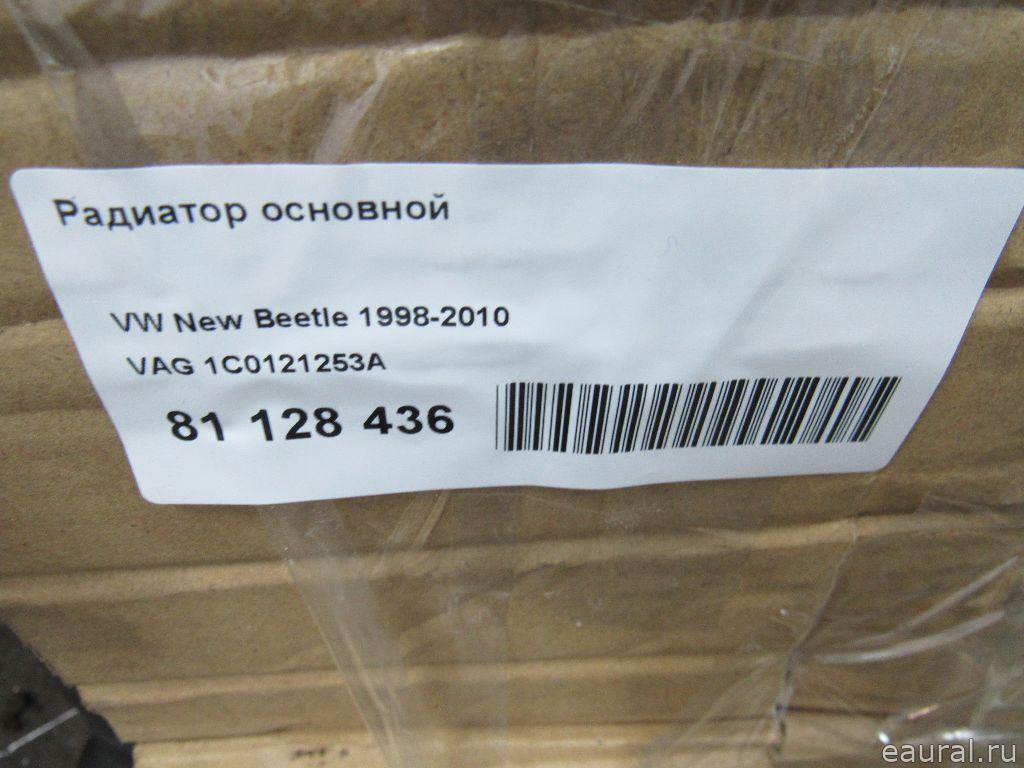 Радиатор основной
VW New Beetle 1998-2010
VAG 1C0121253A
81 128 436
eaural.ru